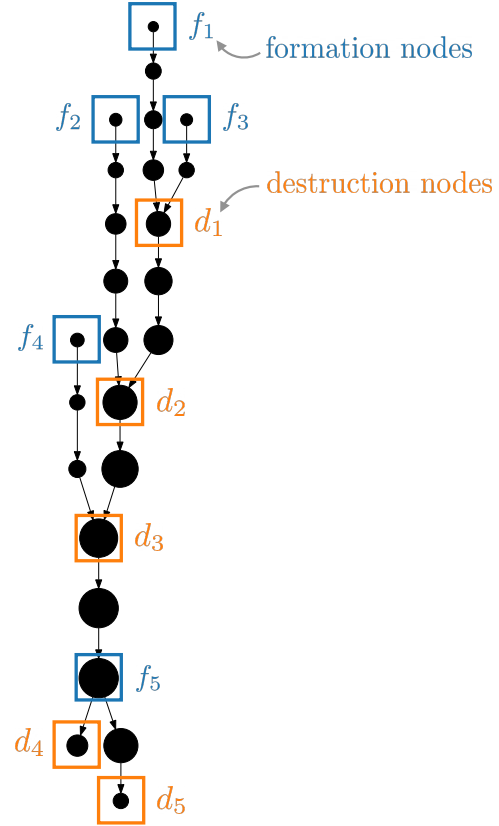 f₁
formation nodes
f₂
f₃
destruction nodes
d₁
f₄
d₂
d₃
f₅
d₄
d₅